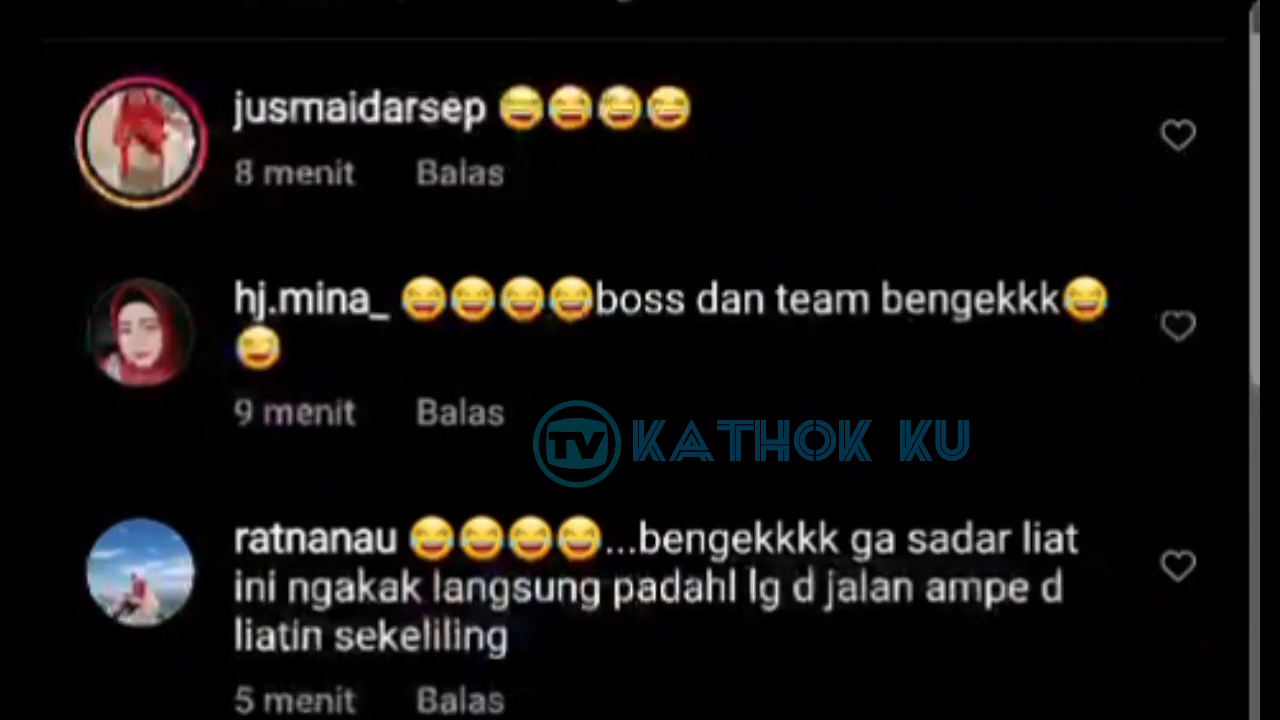 jusmaidarsep 😂😂😂😂
8 menit Balas
hj.mina_ 😂😂😂😂boss dan team bengekkk😂
😂
9 menit Balas
TV KATHOK KU
ratnanau 😂😂😂😂...bengekkkk ga sadar liat
ini ngakak langsung padahl lg d jalan ampe d
liatin sekeliling
5 menit Balas